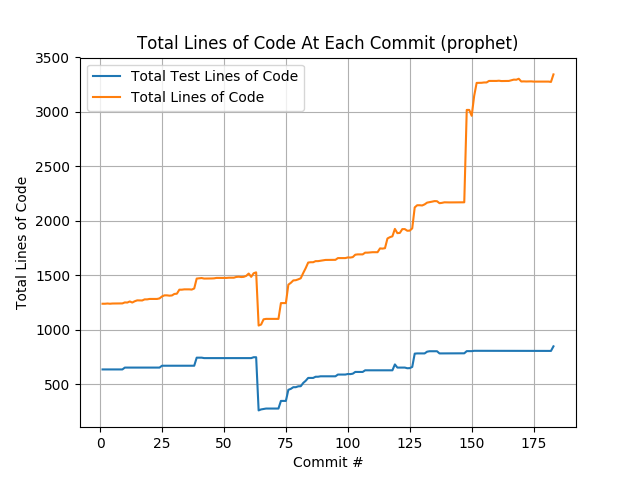 Total Lines of Code At Each Commit (prophet)
Total Test Lines of Code
Total Lines of Code
Total Lines of Code
3500
3000
2500
2000
1500
1000
500
0 25 50 75 100 125 150 175
Commit #